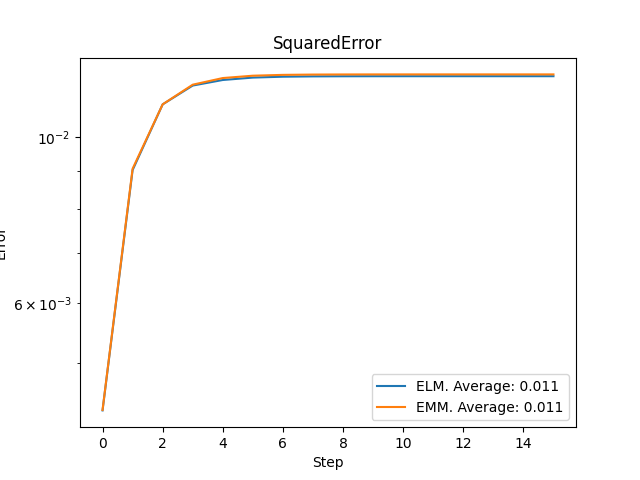 SquaredError
10⁻²
6 × 10⁻³
Error
0 2 4 6 8 10 12 14
Step
ELM. Average: 0.011
EMM. Average: 0.011